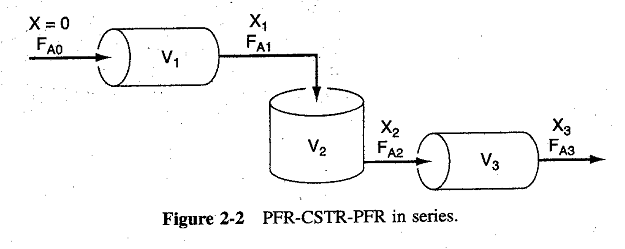 X = 0
F_A0
V_1
X_1
F_A1
V_2
X_2
F_A2
V_3
X_3
F_A3
Figure 2-2 PFR-CSTR-PFR in series.